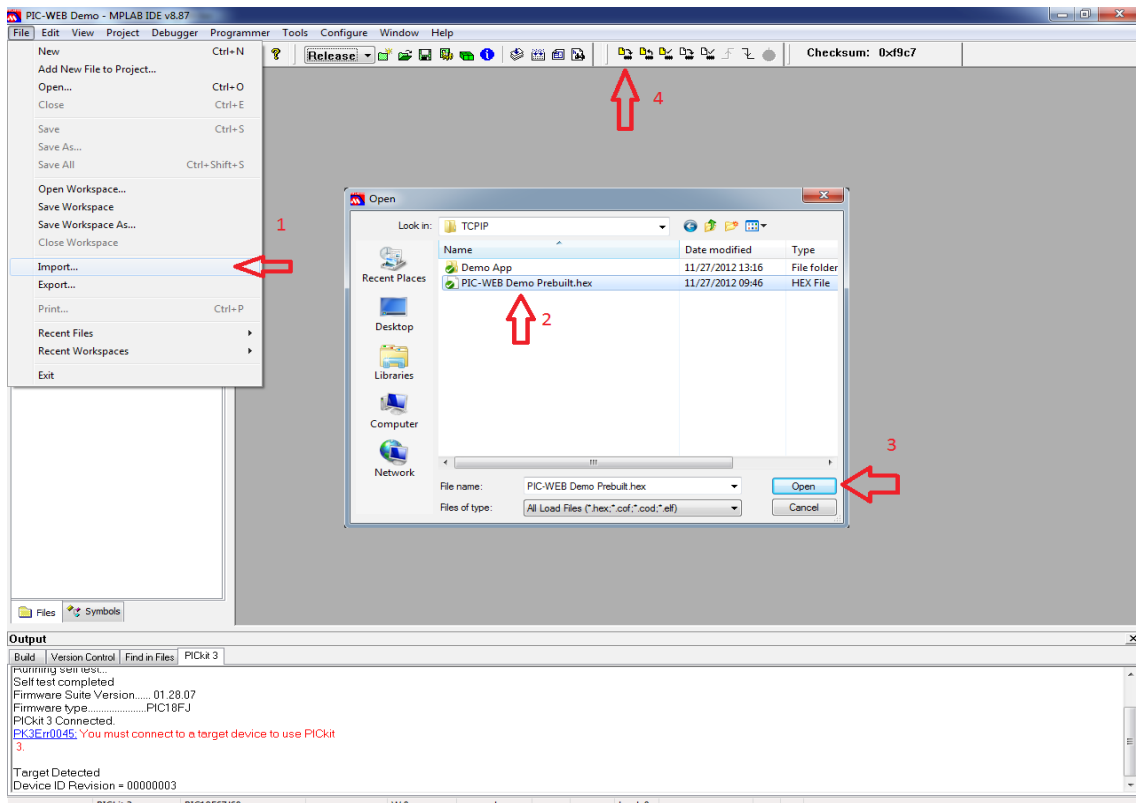 PIC-WEB Demo - MPLAB IDE v8.87
File Edit View Project Debugger Programmer Tools Configure Window Help
New Ctrl+N
Add New File to Project...
Open... Ctrl+O
Close Ctrl+E
Save Ctrl+S
Save As...
Save All Ctrl+Shift+S
Open Workspace...
Save Workspace
Save Workspace As...
Close Workspace
Import...
Export...
Print... Ctrl+P
Recent Files
Recent Workspaces
Exit
1
Release
Checksum: 0xf9c7
4
Open
Look in: TCPIP
Name Date modified Type
Demo App 11/27/2012 13:16 File folder
PIC-WEB Demo Prebuilt.hex 11/27/2012 09:46 HEX File
2
Recent Places
Desktop
Libraries
Computer
Network
3
File name: PIC-WEB Demo Prebuilt.hex Open
Files of type: All Load Files (*.hex;*.cof;*.cod;*.elf) Cancel
Files Symbols
Output
Build Version Control Find in Files PICkit 3
Running self test...
Self test completed
Firmware Suite Version...... 01.28.07
Firmware type......................PIC18FJ
PICkit 3 Connected.
PK3Err0045: You must connect to a target device to use PICkit
3.
Target Detected
Device ID Revision = 00000003